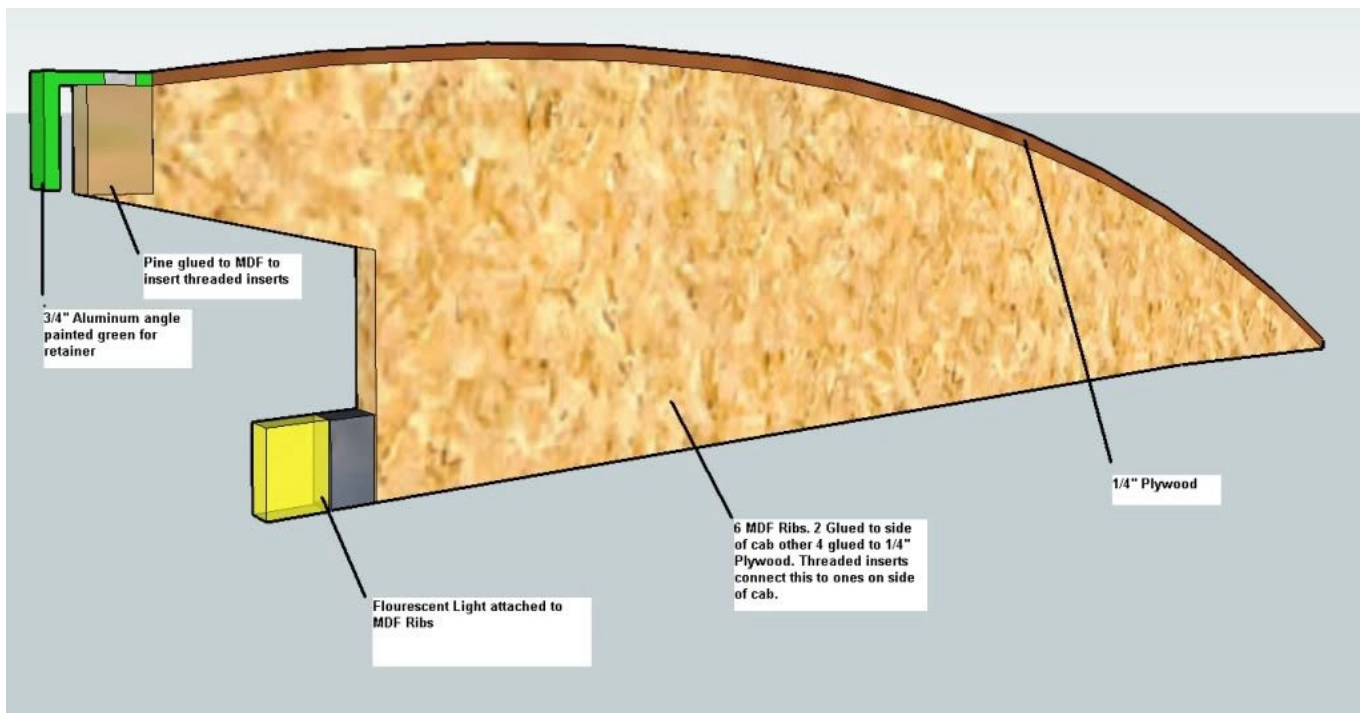 Pine glued to MDF to
insert threaded inserts
3/4" Aluminum angle
painted green for
retainer
1/4" Plywood
6 MDF Ribs. 2 Glued to side
of cab other 4 glued to 1/4"
Plywood. Threaded inserts
connect this to ones on side
of cab.
Flourescent Light attached to
MDF Ribs